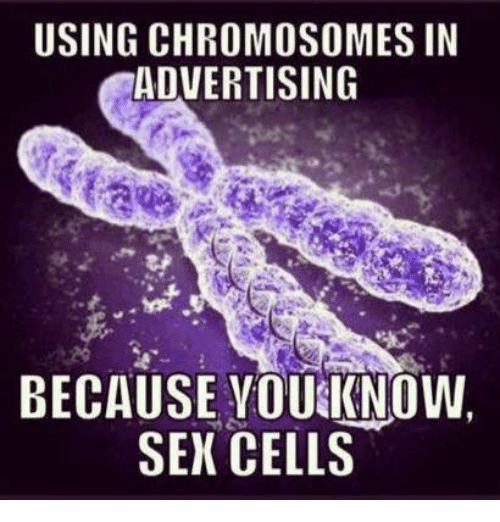 USING CHROMOSOMES IN
ADVERTISING
BECAUSE YOU KNOW,
SEX CELLS